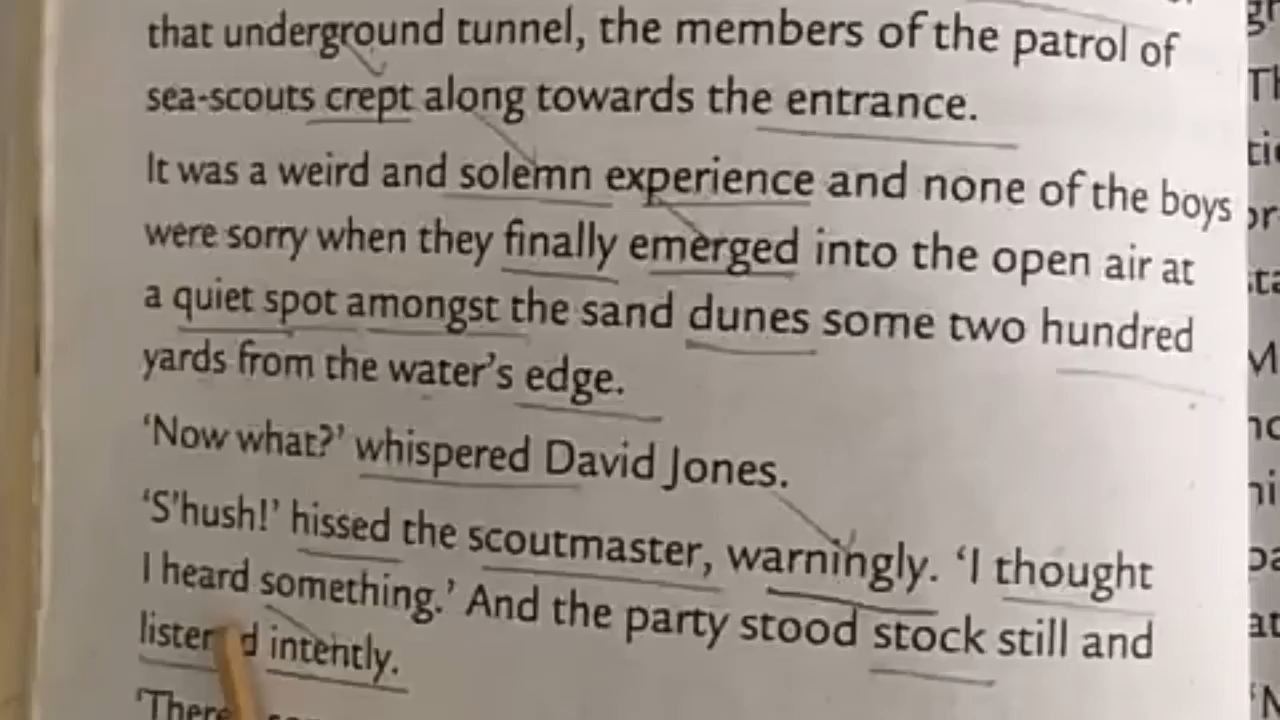 that underground tunnel, the members of the patrol of
sea-scouts crept along towards the entrance.
It was a weird and solemn experience and none of the boys
were sorry when they finally emerged into the open air at
a quiet spot amongst the sand dunes some two hundred
yards from the water's edge.
'Now what?' whispered David Jones.
'S'hush!' hissed the scoutmaster, warningly. 'I thought
I heard something.' And the party stood stock still and
listened intently.
'There